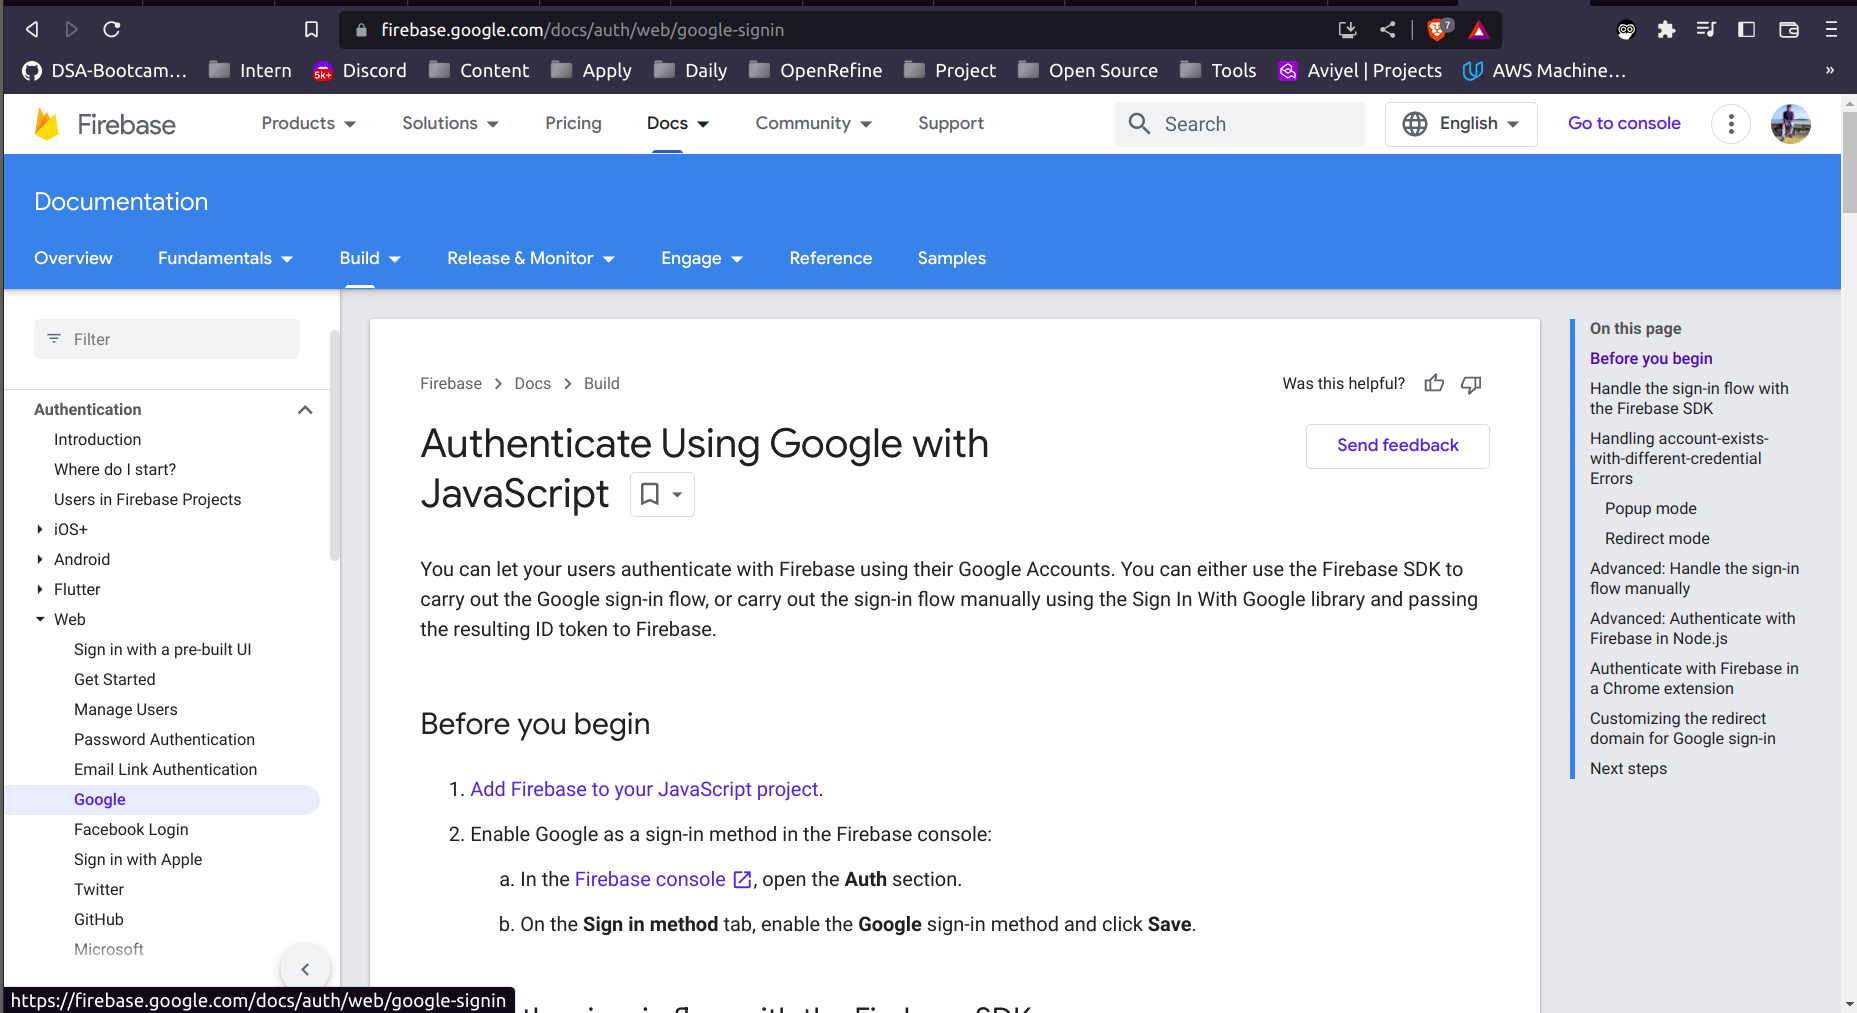 firebase.google.com/docs/auth/web/google-signin
7
DSA-Bootcam...
Intern
5k+
Discord
Content
Apply
Daily
OpenRefine
Project
Open Source
Tools
Aviyel | Projects
AWS Machine...
»
Firebase
Products
Solutions
Pricing
Docs
Community
Support
Search
English
Go to console
Documentation
Overview
Fundamentals
Build
Release & Monitor
Engage
Reference
Samples
Filter
Authentication
Introduction
Where do I start?
Users in Firebase Projects
iOS+
Android
Flutter
Web
Sign in with a pre-built UI
Get Started
Manage Users
Password Authentication
Email Link Authentication
Google
Facebook Login
Sign in with Apple
Twitter
GitHub
Microsoft
https://firebase.google.com/docs/auth/web/google-signin
Firebase > Docs > Build
Was this helpful?
Authenticate Using Google with
JavaScript
Send feedback
You can let your users authenticate with Firebase using their Google Accounts. You can either use the Firebase SDK to
carry out the Google sign-in flow, or carry out the sign-in flow manually using the Sign In With Google library and passing
the resulting ID token to Firebase.
Before you begin
1. Add Firebase to your JavaScript project.
2. Enable Google as a sign-in method in the Firebase console:
a. In the Firebase console, open the Auth section.
b. On the Sign in method tab, enable the Google sign-in method and click Save.
the sign-in flow with the Firebase SDK
On this page
Before you begin
Handle the sign-in flow with
the Firebase SDK
Handling account-exists-
with-different-credential
Errors
Popup mode
Redirect mode
Advanced: Handle the sign-in
flow manually
Advanced: Authenticate with
Firebase in Node.js
Authenticate with Firebase in
a Chrome extension
Customizing the redirect
domain for Google sign-in
Next steps